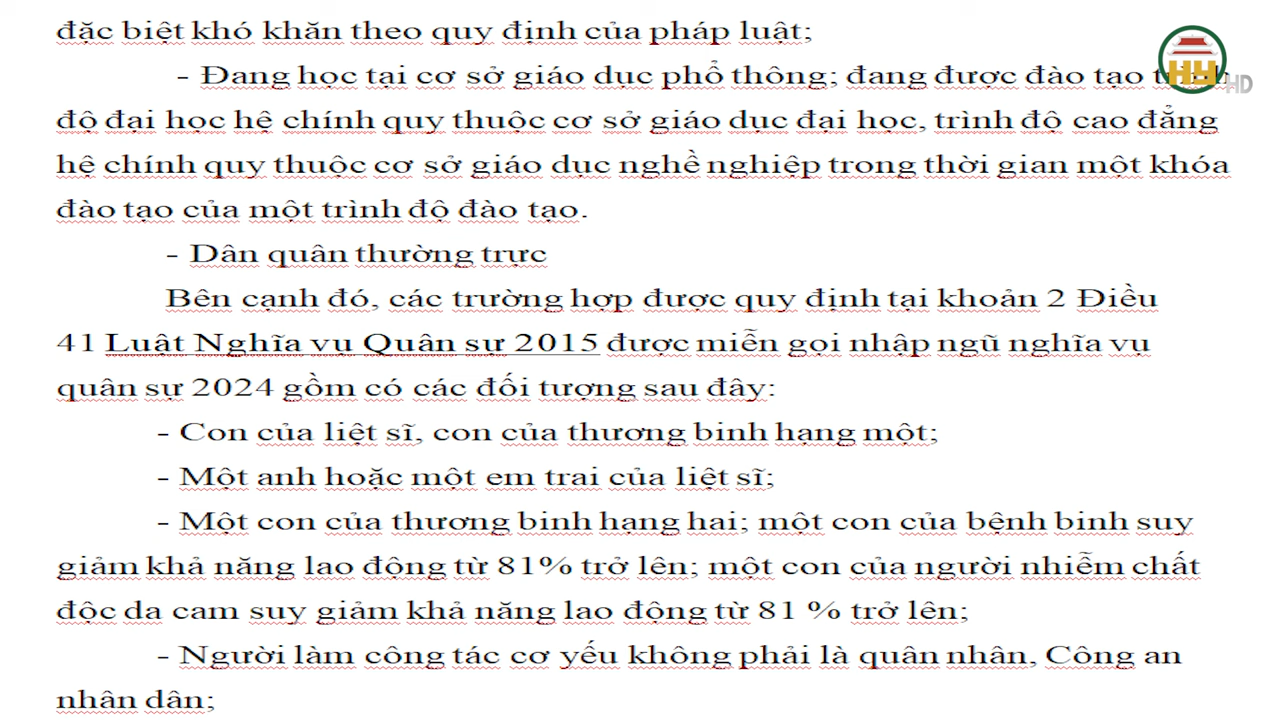 đặc biệt khó khăn theo quy định của pháp luật;
- Đang học tại cơ sở giáo dục phổ thông; đang được đào tạo trình
độ đại học hệ chính quy thuộc cơ sở giáo dục đại học, trình độ cao đẳng
hệ chính quy thuộc cơ sở giáo dục nghề nghiệp trong thời gian một khóa
đào tạo của một trình độ đào tạo.
- Dân quân thường trực
Bên cạnh đó, các trường hợp được quy định tại khoản 2 Điều
41 Luật Nghĩa vụ Quân sự 2015 được miễn gọi nhập ngũ nghĩa vụ
quân sự 2024 gồm có các đối tượng sau đây:
- Con của liệt sĩ, con của thương binh hạng một;
- Một anh hoặc một em trai của liệt sĩ;
- Một con của thương binh hạng hai; một con của bệnh binh suy
giảm khả năng lao động từ 81% trở lên; một con của người nhiễm chất
độc da cam suy giảm khả năng lao động từ 81 % trở lên;
- Người làm công tác cơ yếu không phải là quân nhân, Công an
nhân dân;
HY HD